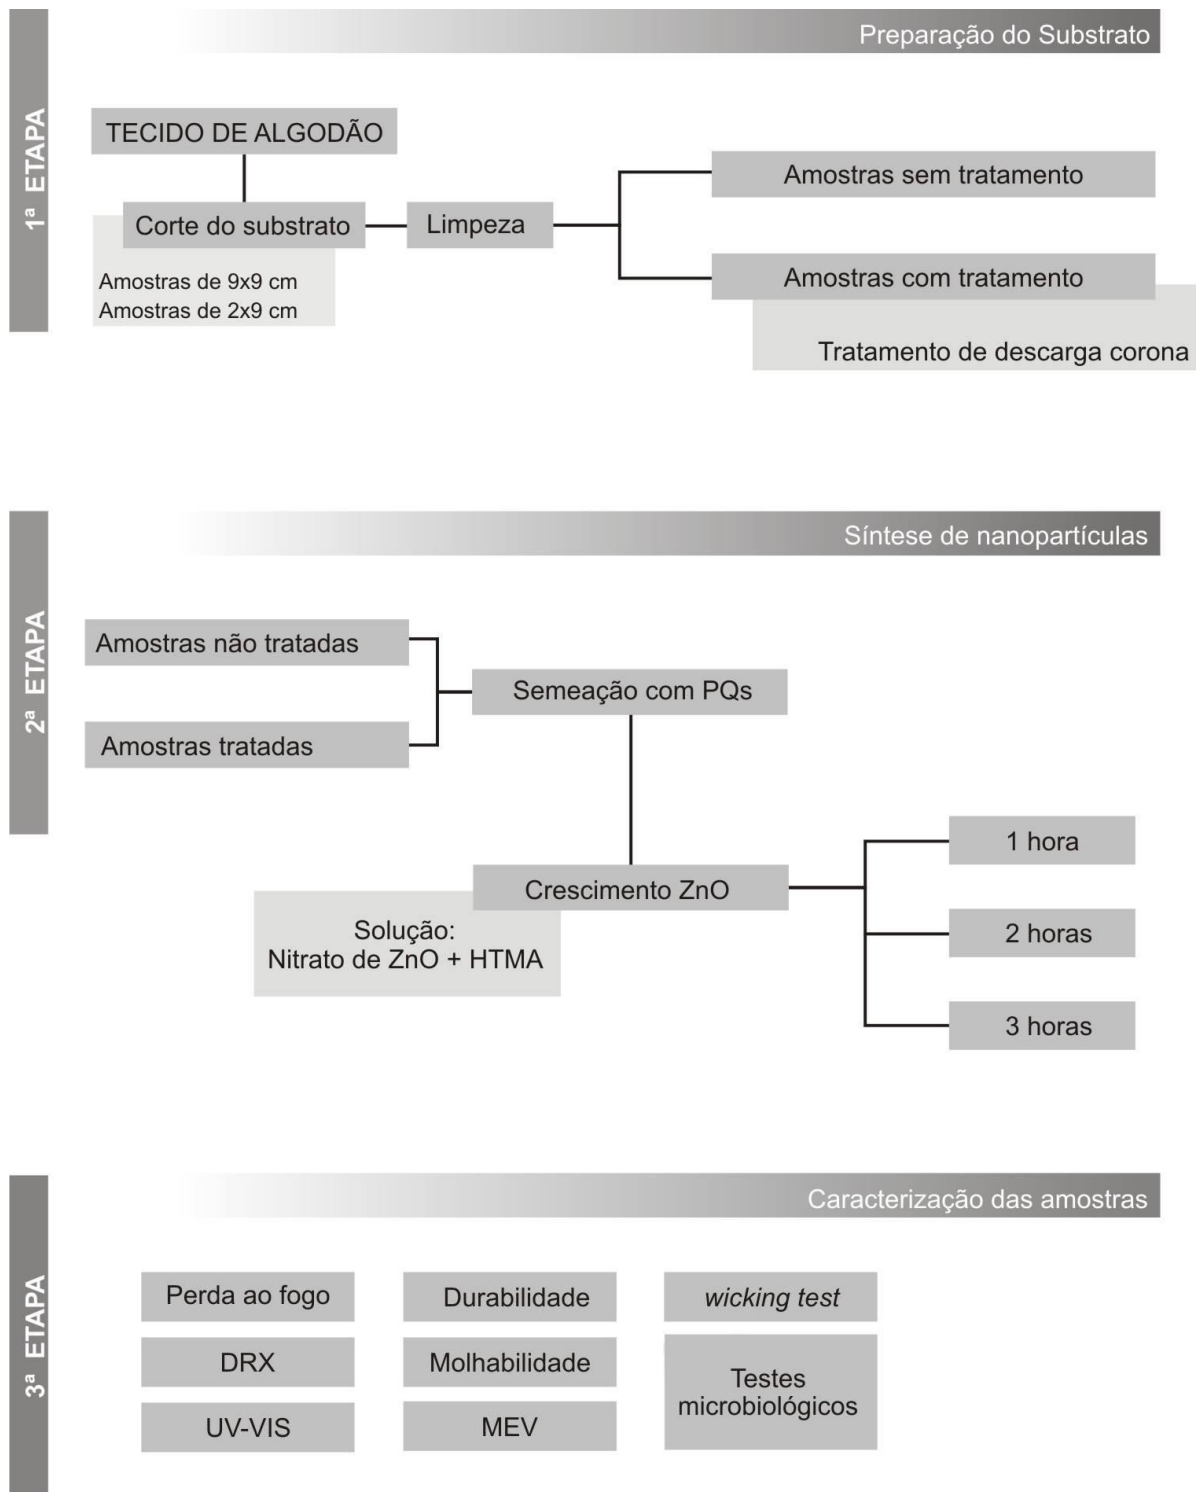 Preparação do Substrato
1ª ETAPA
TECIDO DE ALGODÃO
Corte do substrato
Amostras de 9x9 cm
Amostras de 2x9 cm
Limpeza
Amostras sem tratamento
Amostras com tratamento
Tratamento de descarga corona
Síntese de nanopartículas
2ª ETAPA
Amostras não tratadas
Amostras tratadas
Semeação com PQs
Crescimento ZnO
Solução:
Nitrato de ZnO + HTMA
1 hora
2 horas
3 horas
Caracterização das amostras
3ª ETAPA
Perda ao fogo
DRX
UV-VIS
Durabilidade
Molhabilidade
MEV
wicking test
Testes
microbiológicos